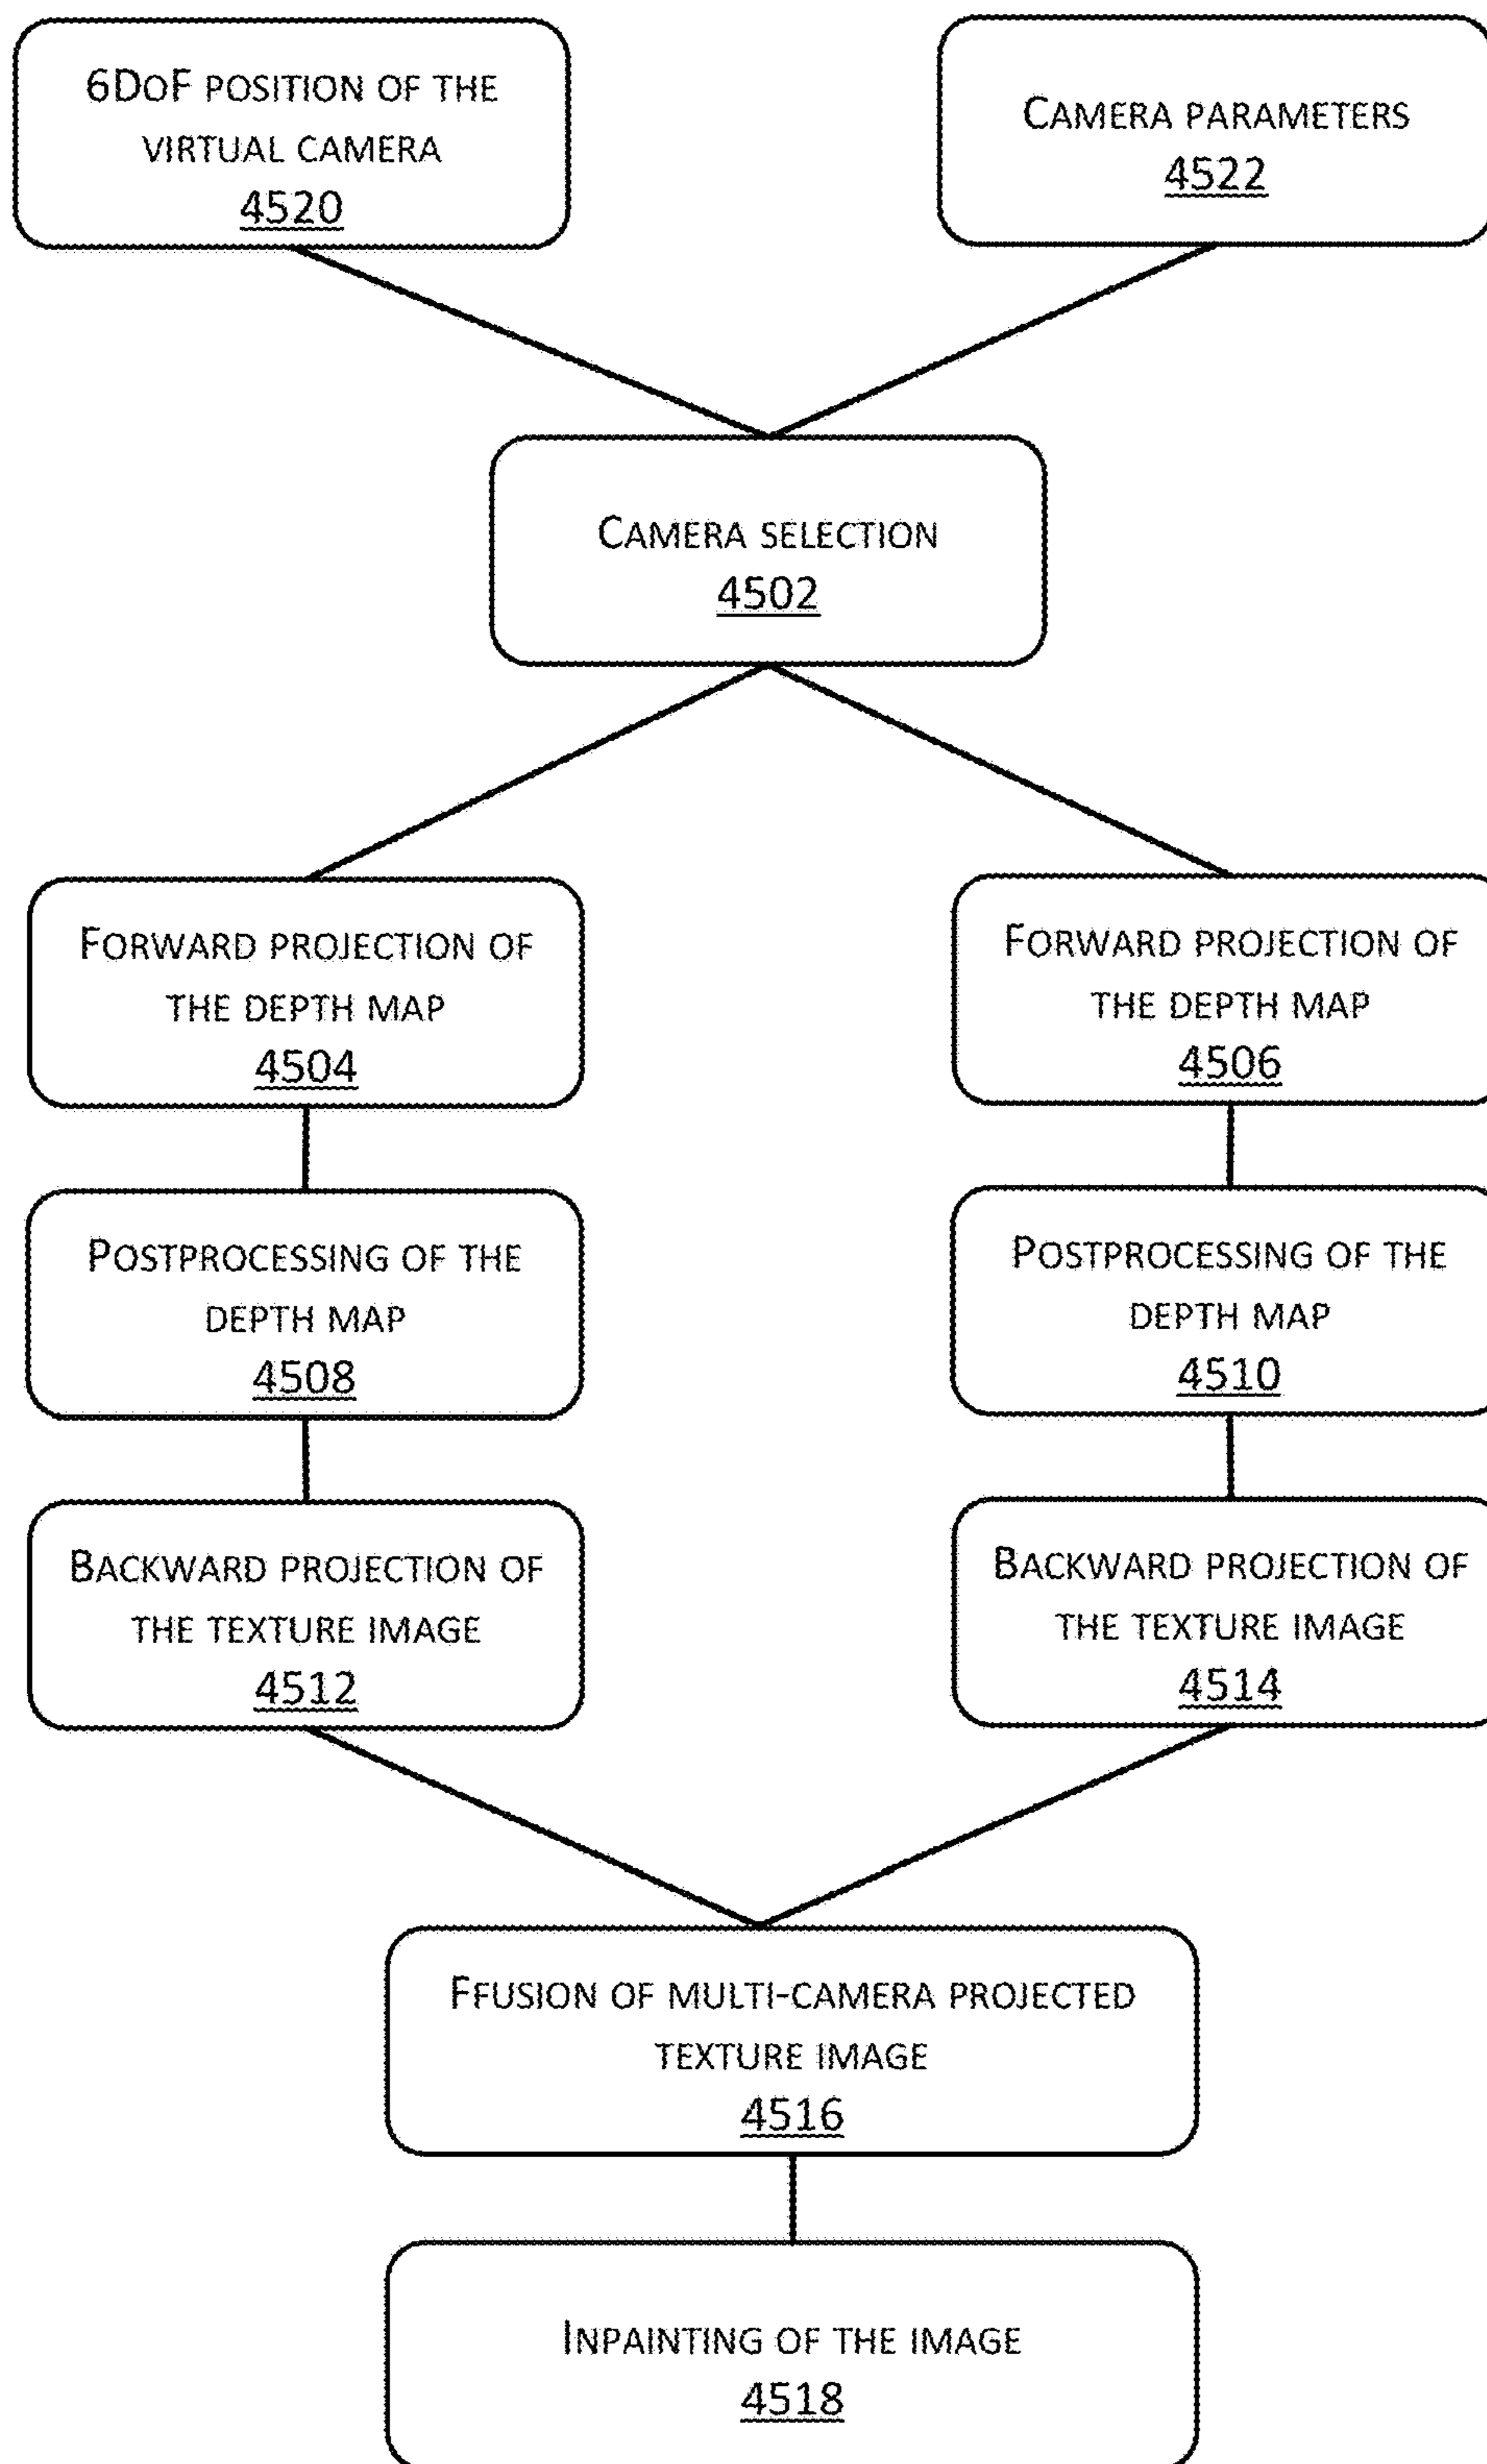 6DOF POSITION OF THE
VIRTUAL CAMERA
4520
CAMERA PARAMETERS
4522
CAMERA SELECTION
4502
FORWARD PROJECTION OF
THE DEPTH MAP
4504
FORWARD PROJECTION OF
THE DEPTH MAP
4506
POSTPROCESSING OF THE
DEPTH MAP
4508
POSTPROCESSING OF THE
DEPTH MAP
4510
BACKWARD PROJECTION OF
THE TEXTURE IMAGE
4512
BACKWARD PROJECTION OF
THE TEXTURE IMAGE
4514
FFUSION OF MULTI-CAMERA PROJECTED
TEXTURE IMAGE
4516
INPAINTING OF THE IMAGE
4518